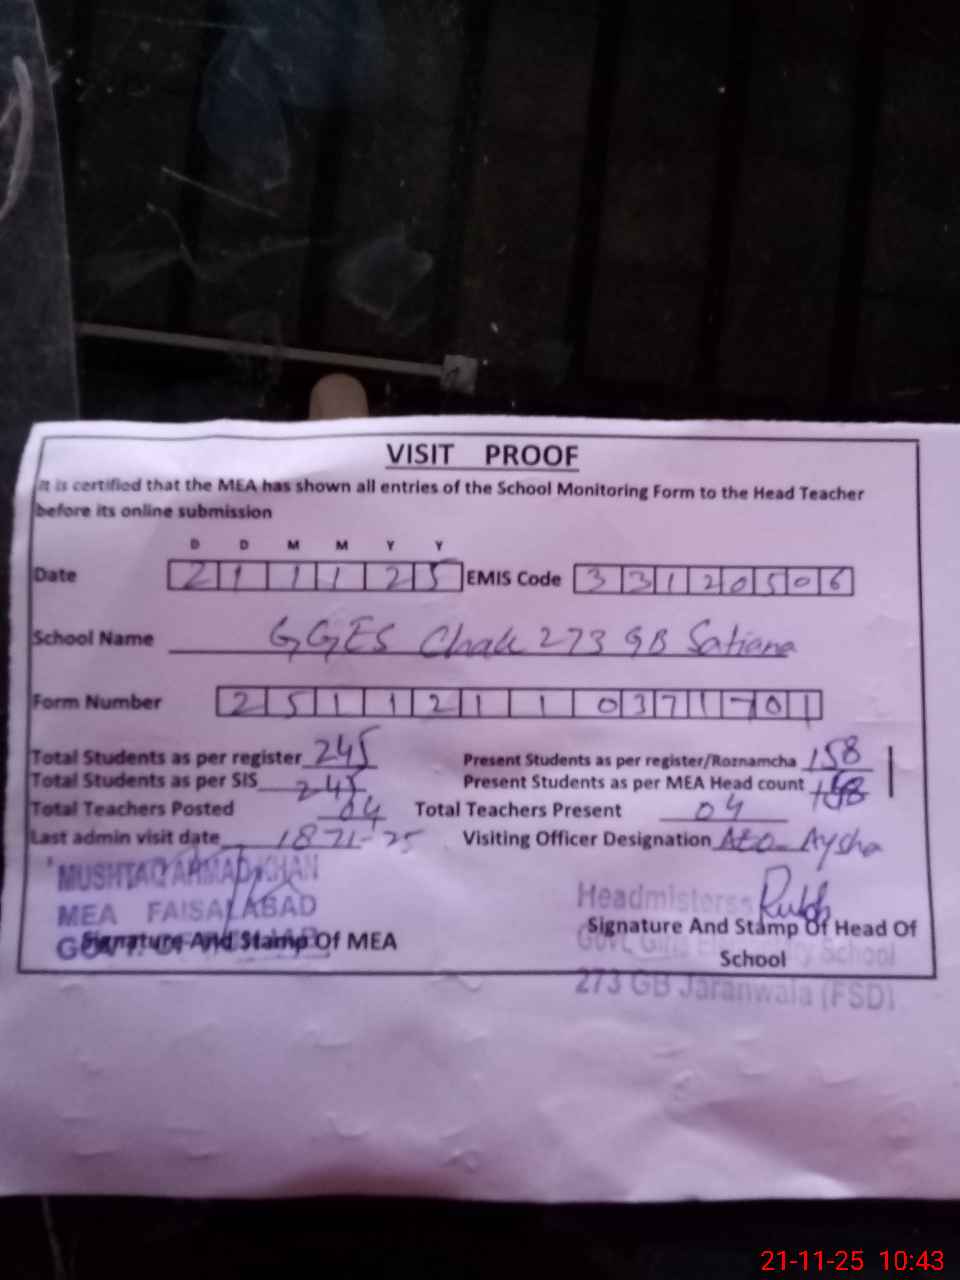 VISIT PROOF
It is certified that the MEA has shown all entries of the School Monitoring Form to the Head Teacher
before its online submission
D D M M Y Y
Date 2 1 1 1 2 5 EMIS Code 3 3 1 2 0 5 0 6
School Name GGES Chak 273 GB Satiana
Form Number 2 5 1 1 2 1 1 0 3 7 1 7 0 1
Total Students as per register 245 Present Students as per register/Roznamcha 158
Total Students as per SIS 245 Present Students as per MEA Head count 158
Total Teachers Posted 04 Total Teachers Present 04
Last admin visit date Visiting Officer Designation AEO Aysha
MUSHTAQ AHMAD KHAN
MEA FAISALABAD
Signature And Stamp Of MEA
Headmisterss
Signature And Stamp Of Head Of
School
Govt. Girls Elementary School
273 GB Jaranwala (FSD)
21-11-25 10:43